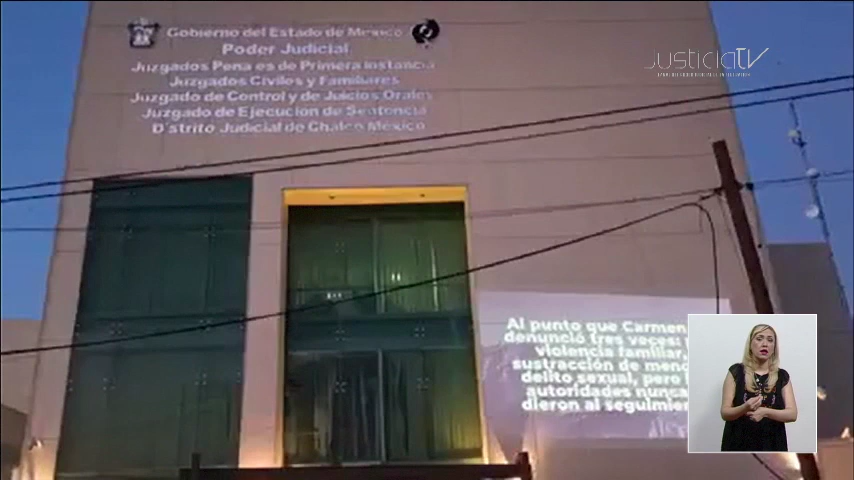 Gobierno del Estado de México
Poder Judicial
Juzgados Penales de Primera Instancia
Juzgados Civiles y Familiares
Juzgado de Control y de Juicios Orales
Juzgado de Ejecucion de Sentencia
Distrito Judicial de Chalco México
JUSTICIATV
Al punto que Carmen
denunció tres veces:
violencia familiar,
sustracción de
delito sexual, pero
autoridades nunca
dieron al